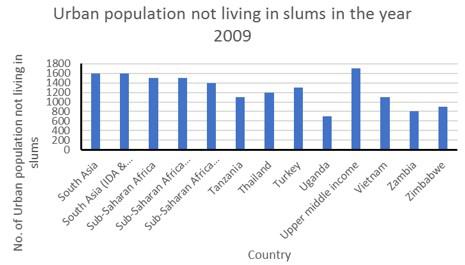 Urban population not living in slums in the year
2009
No. of Urban population not living in
slums
1800
1600
1400
1200
1000
800
600
400
200
0
South Asia
South Asia (IDA &…
Sub-Saharan Africa
Sub-Saharan Africa…
Sub-Saharan Africa…
Tanzania
Thailand
Turkey
Uganda
Upper middle income
Vietnam
Zambia
Zimbabwe
Country